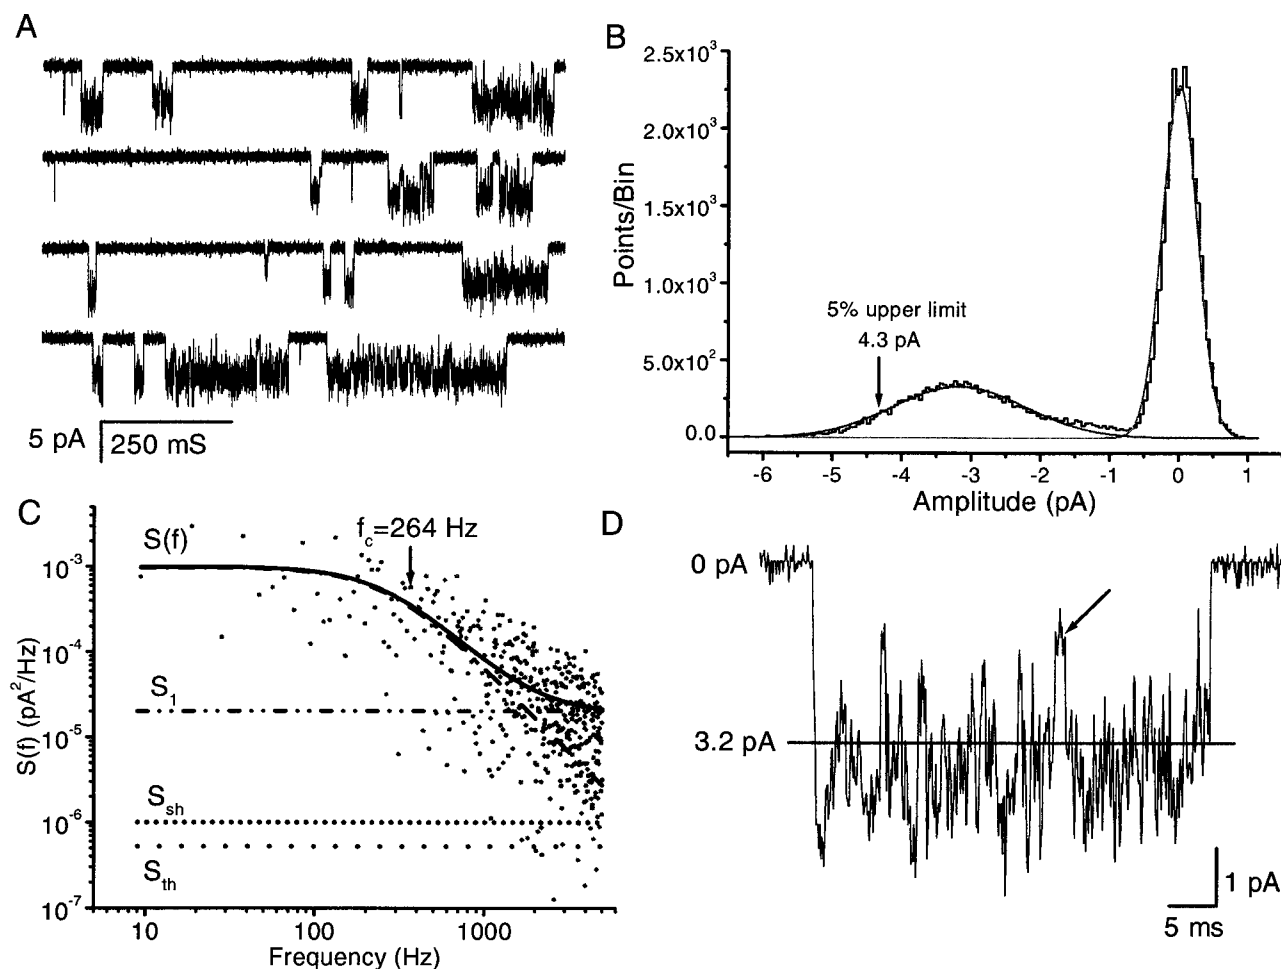 A
5 pA
250 mS
B
2.5x10³
2.0x10³
1.5x10³
1.0x10³
5.0x10²
0.0
Points/Bin
5% upper limit
4.3 pA
-6 -5 -4 -3 -2 -1 0 1
Amplitude (pA)
C
S(f)
f_c=264 Hz
10⁻³
10⁻⁴
10⁻⁵
10⁻⁶
10⁻⁷
S(f) (pA²/Hz)
S₁
S_sh
S_th
10 100 1000
Frequency (Hz)
D
0 pA
3.2 pA
1 pA
5 ms